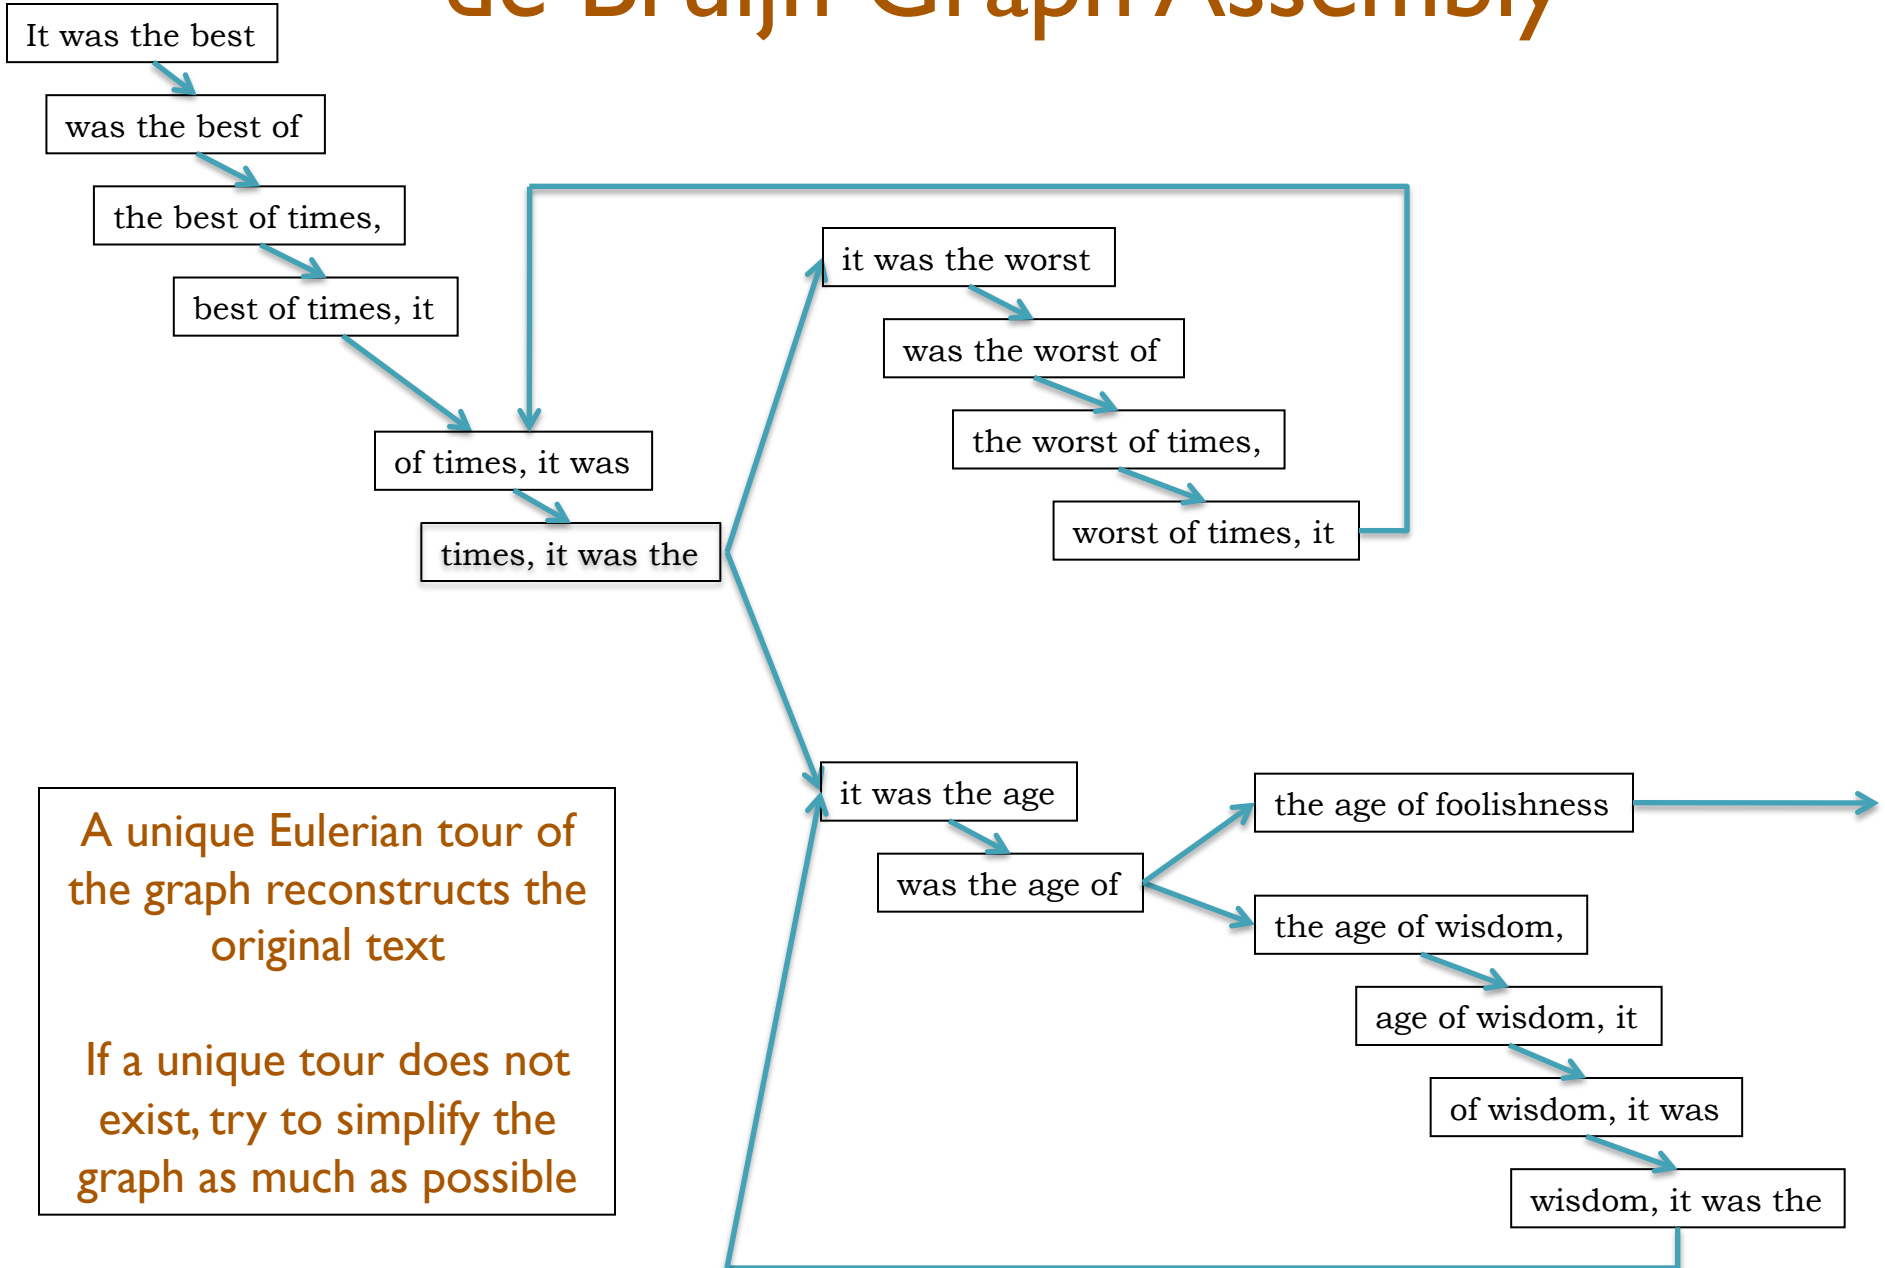 de Bruijn Graph Assembly
It was the best
was the best of
the best of times,
best of times, it
of times, it was
times, it was the
it was the worst
was the worst of
the worst of times,
worst of times, it
it was the age
was the age of
the age of foolishness
the age of wisdom,
age of wisdom, it
of wisdom, it was
wisdom, it was the
A unique Eulerian tour of
the graph reconstructs the
original text
If a unique tour does not
exist, try to simplify the
graph as much as possible